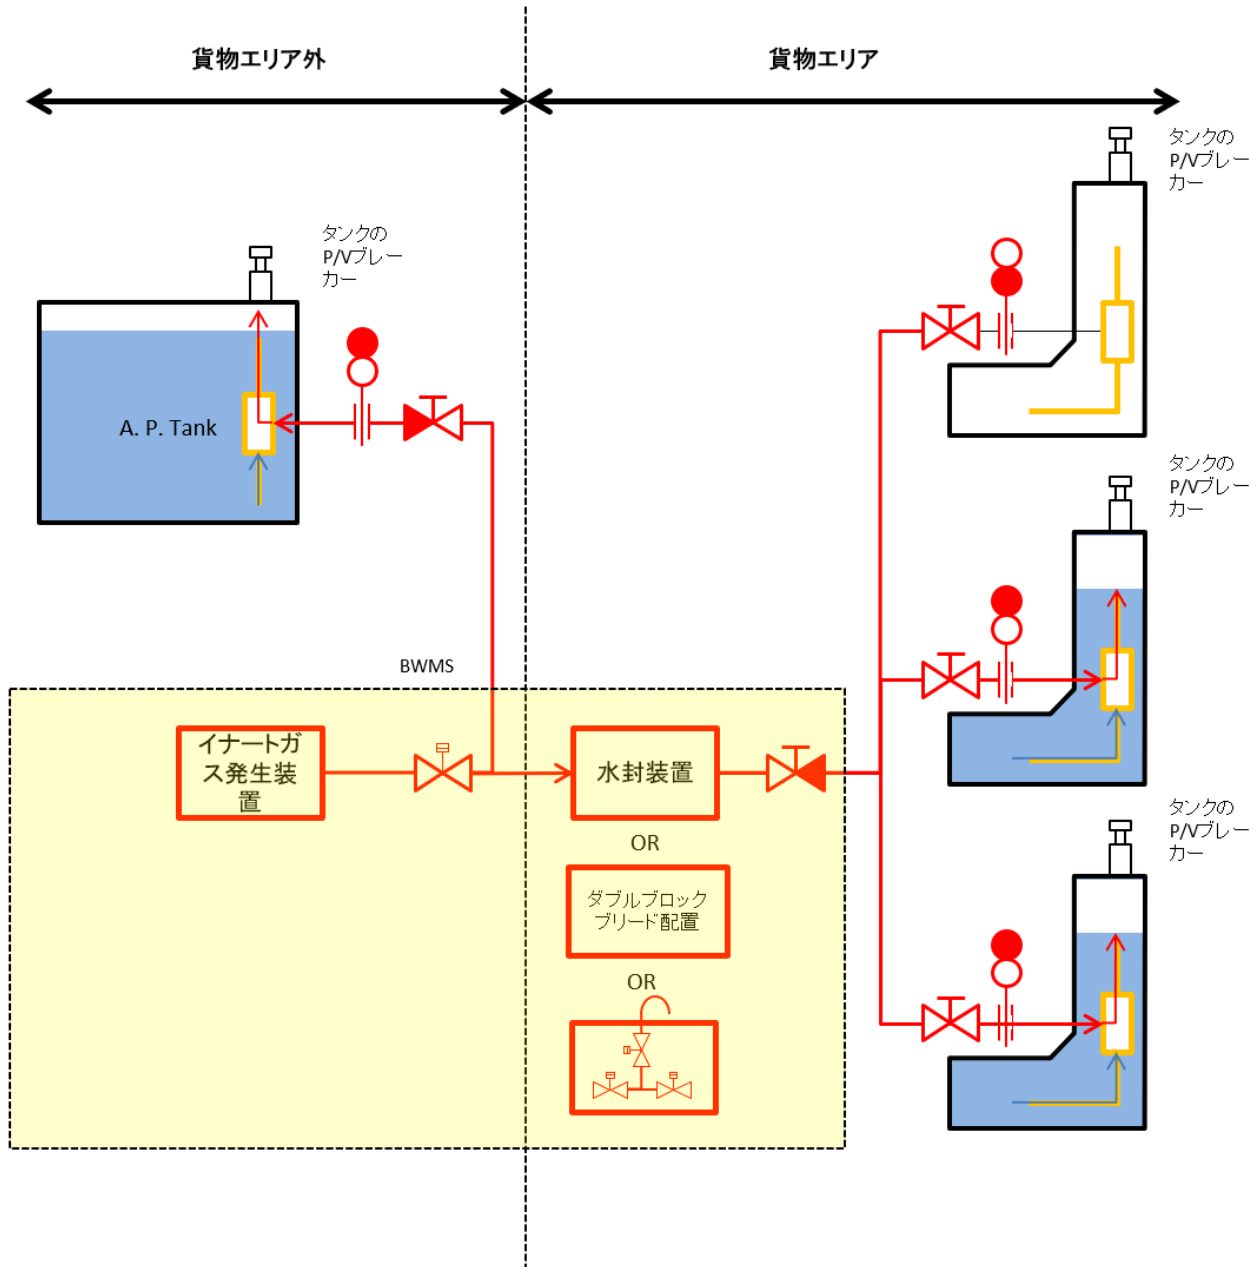 貨物エリア外
貨物エリア
タンクの
P/Vブレー
カー
タンクの
P/Vブレー
カー
A. P. Tank
タンクの
P/Vブレー
カー
BWMS
イナートガ
ス発生装
置
水封装置
OR
タンクの
P/Vブレー
カー
ダブルブロック
ブリード配置
OR